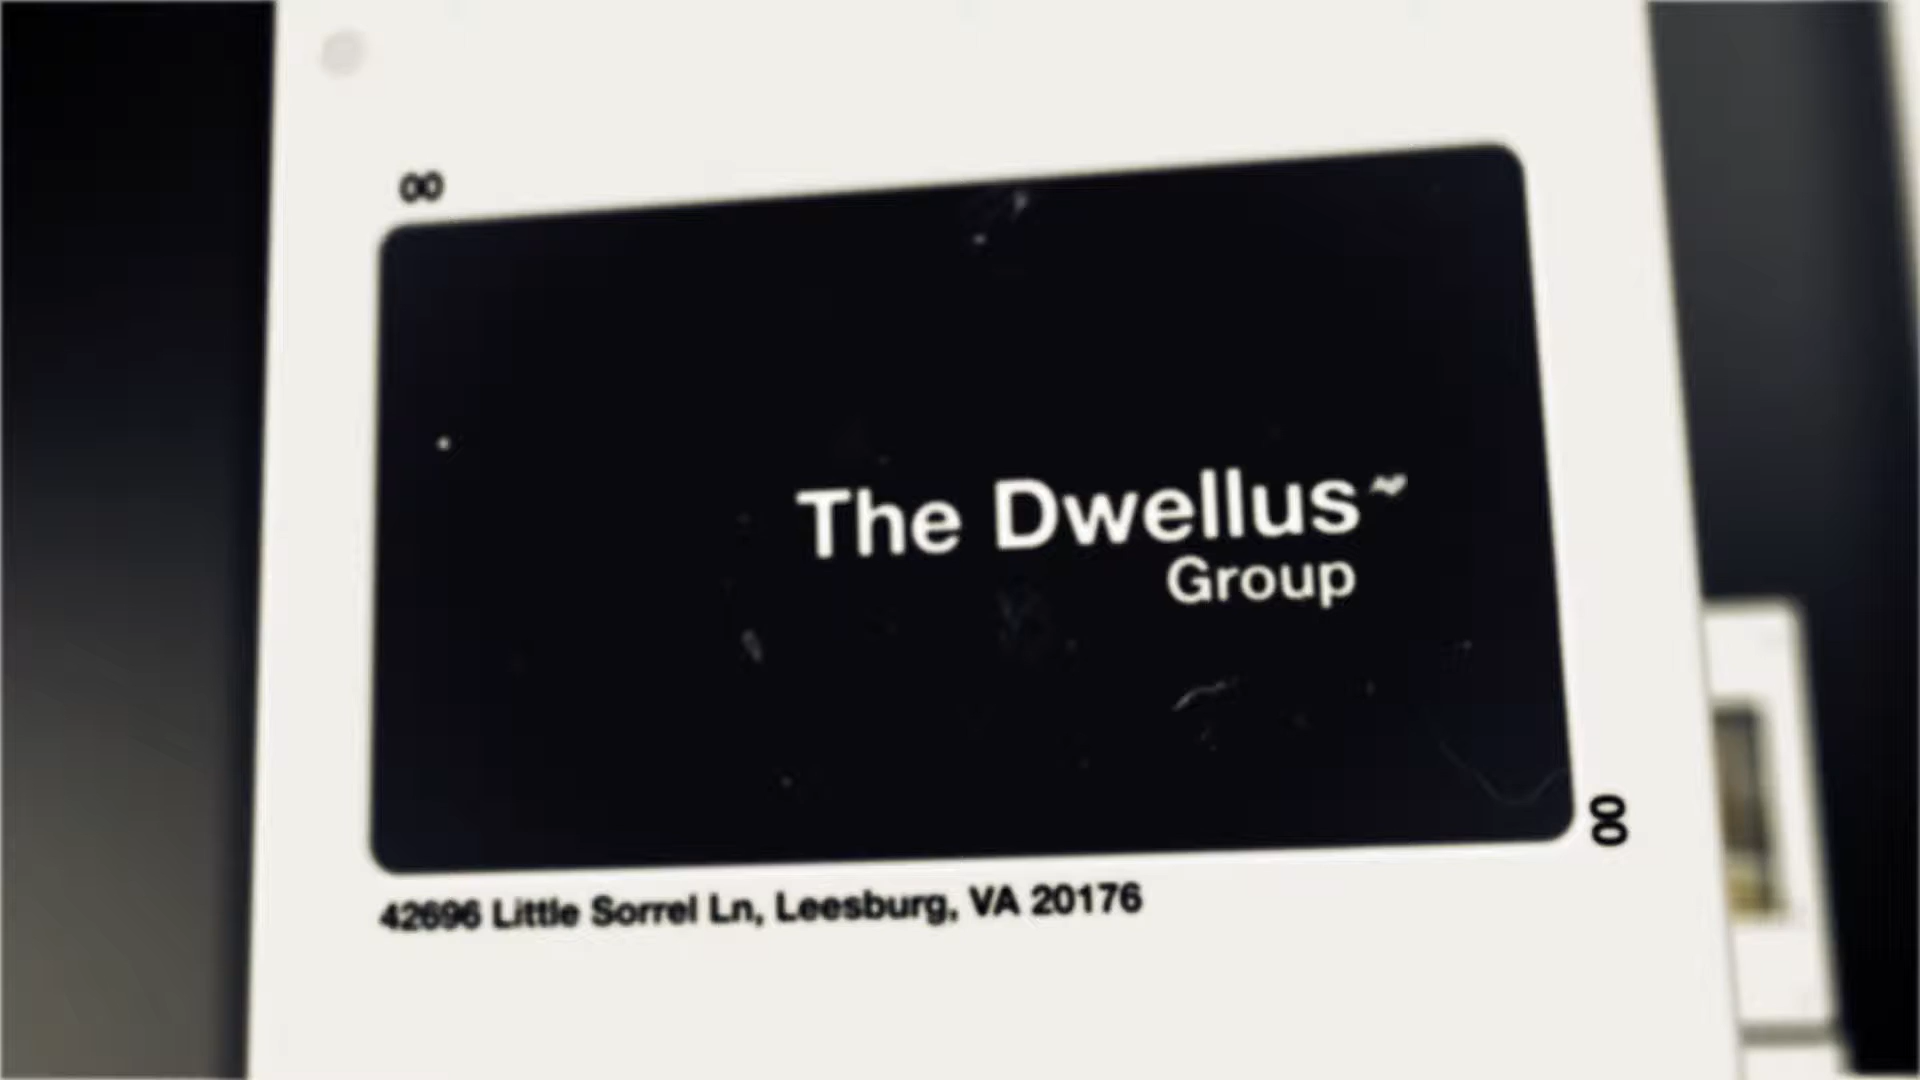 00
The Dwellus
Group
00
42696 Little Sorrel Ln, Leesburg, VA 20176